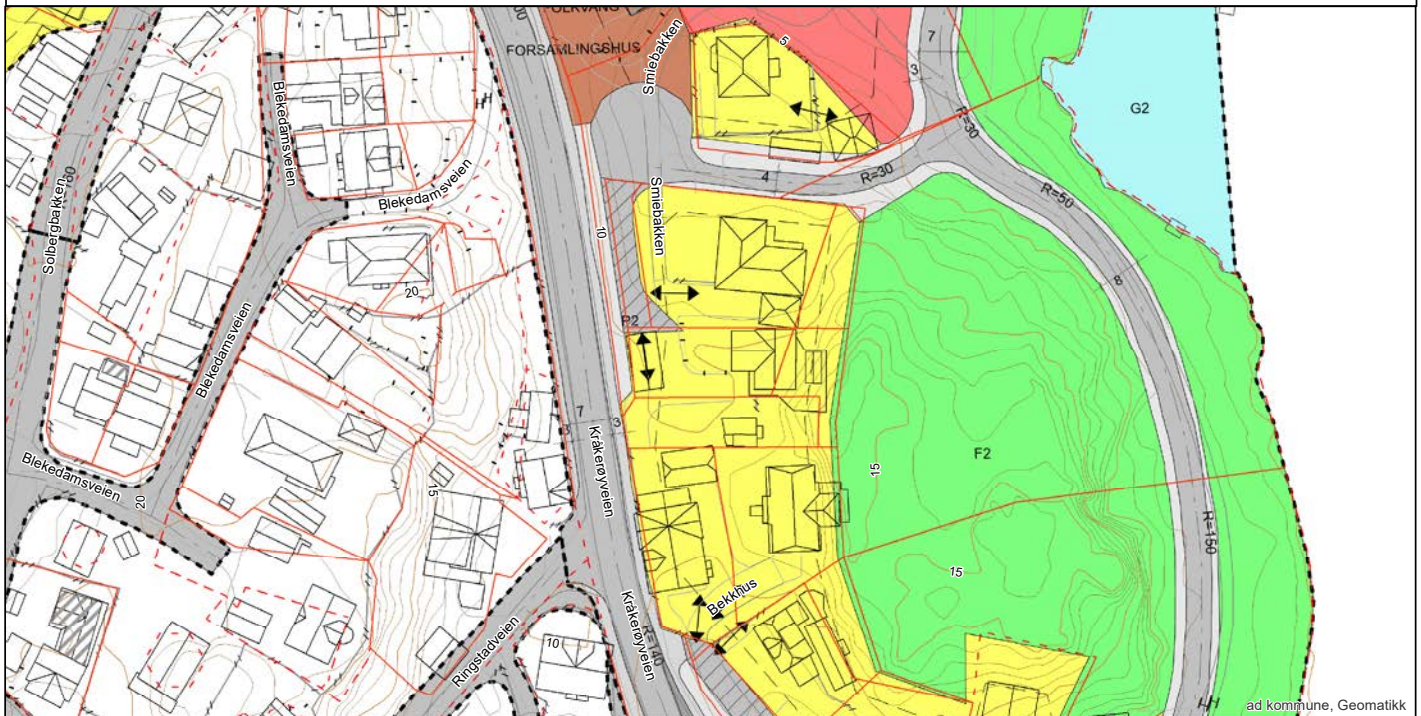 FORSAMLINGSHUS
Smiebakken
5
7
3
G2
R=30
Blekedamsveien
Solbergbakken
Blekedamsveien
4
R=30
R=50
Smiebakken
10
8
20
P2
Blekedamsveien
7
3
Kråkerøyveien
F2
15
15
Blekedamsveien
20
R=150
15
Bekkhus
Kråkerøyveien
R=140
Ringstadveien
10
ad kommune, Geomatikk